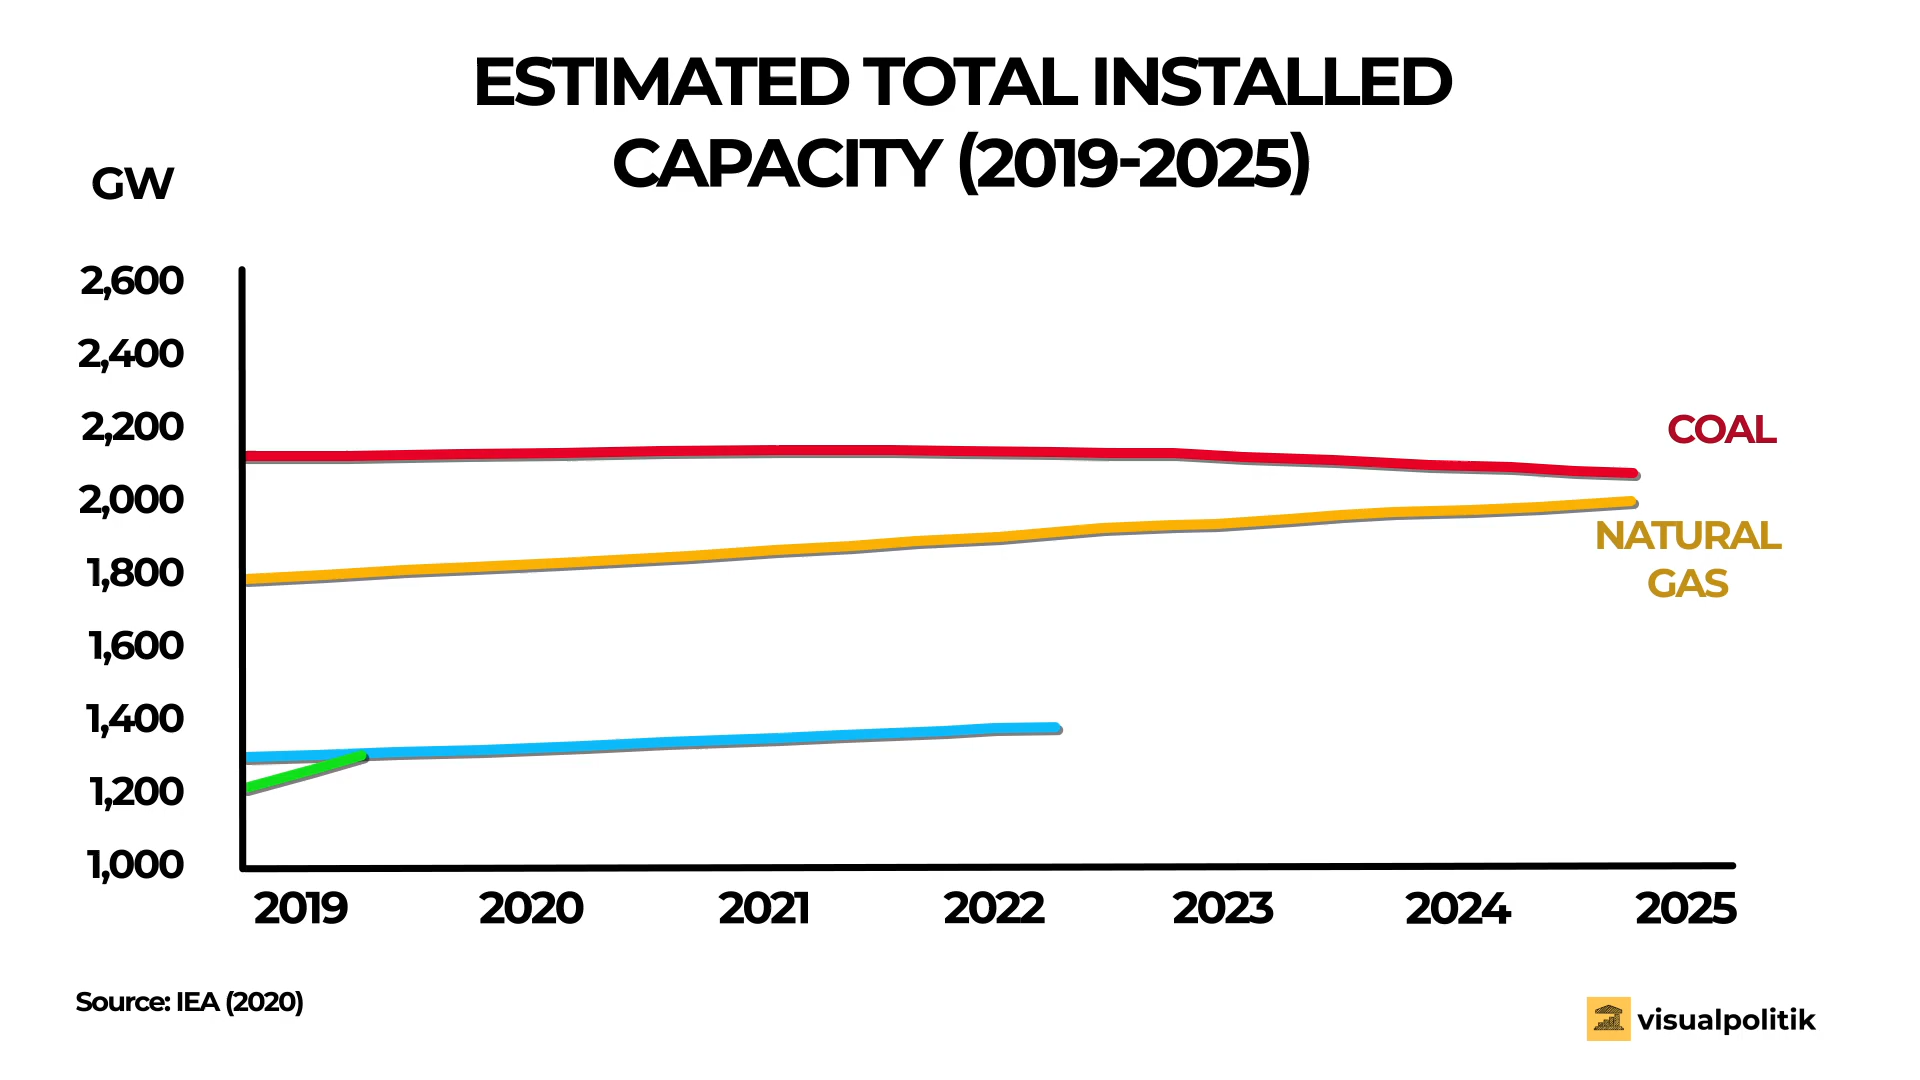 ESTIMATED TOTAL INSTALLED
CAPACITY (2019-2025)
GW
2,600
2,400
2,200
2,000
1,800
1,600
1,400
1,200
1,000
COAL
NATURAL
GAS
2019 2020 2021 2022 2023 2024 2025
Source: IEA (2020)
visualpolitik